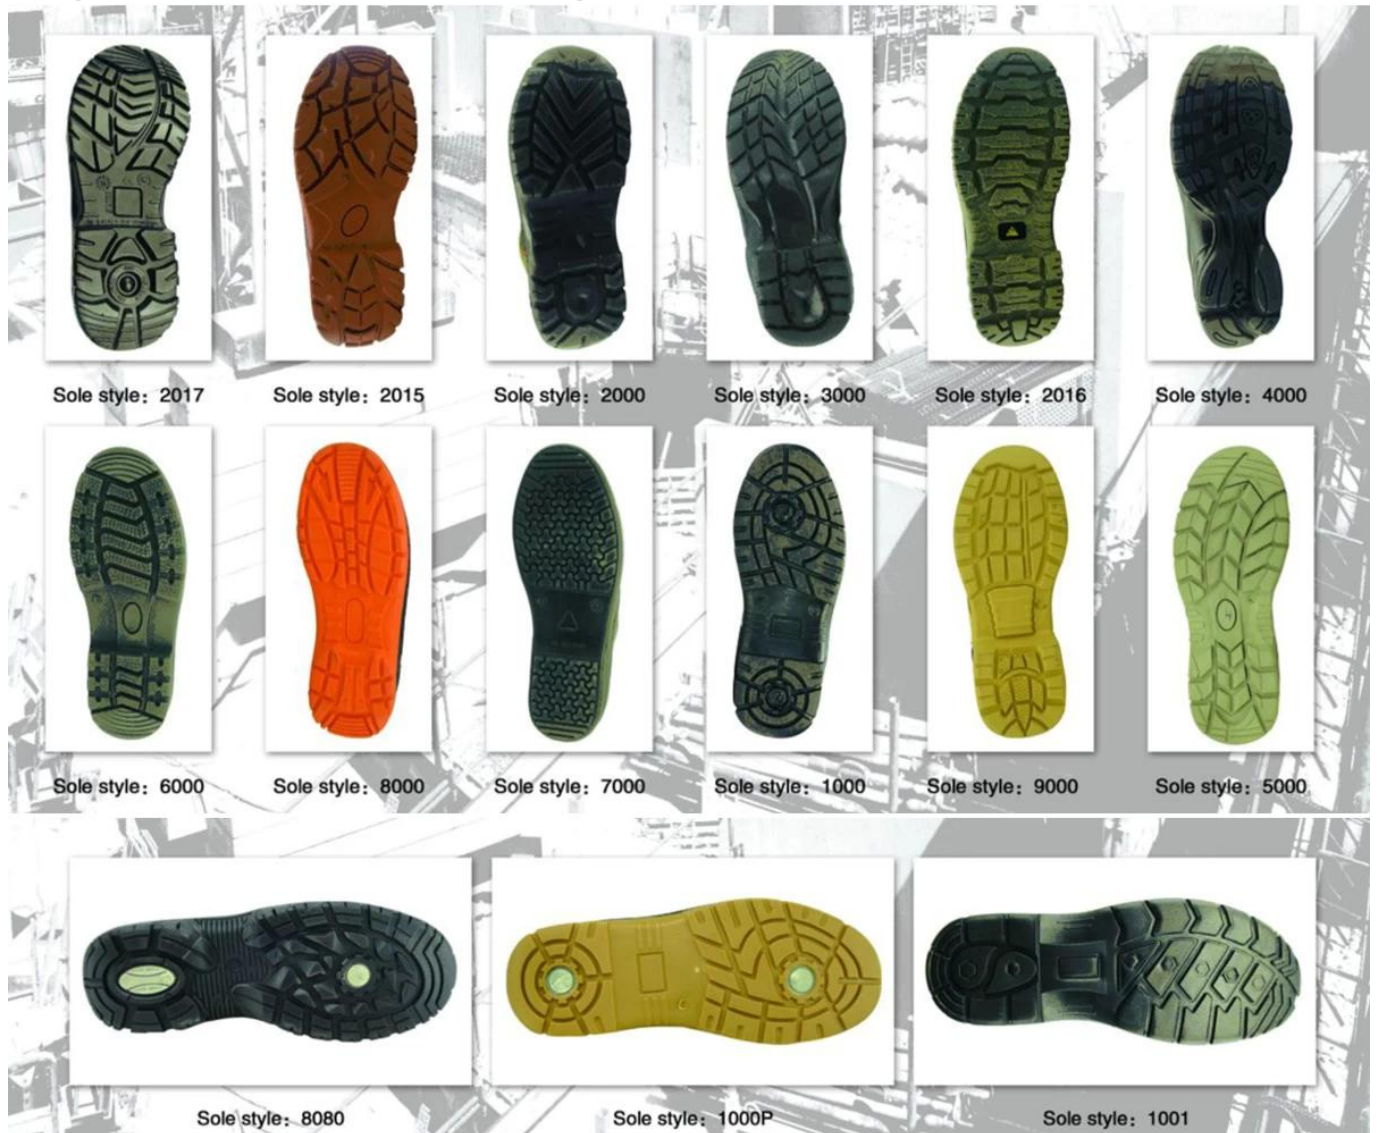 Sole style：2017
Sole style：2015
Sole style：2000
Sole style：3000
Sole style：2016
Sole style：4000
Sole style：6000
Sole style：8000
Sole style：7000
Sole style：1000
Sole style：9000
Sole style：5000
Sole style：8080
Sole style：1000P
Sole style：1001